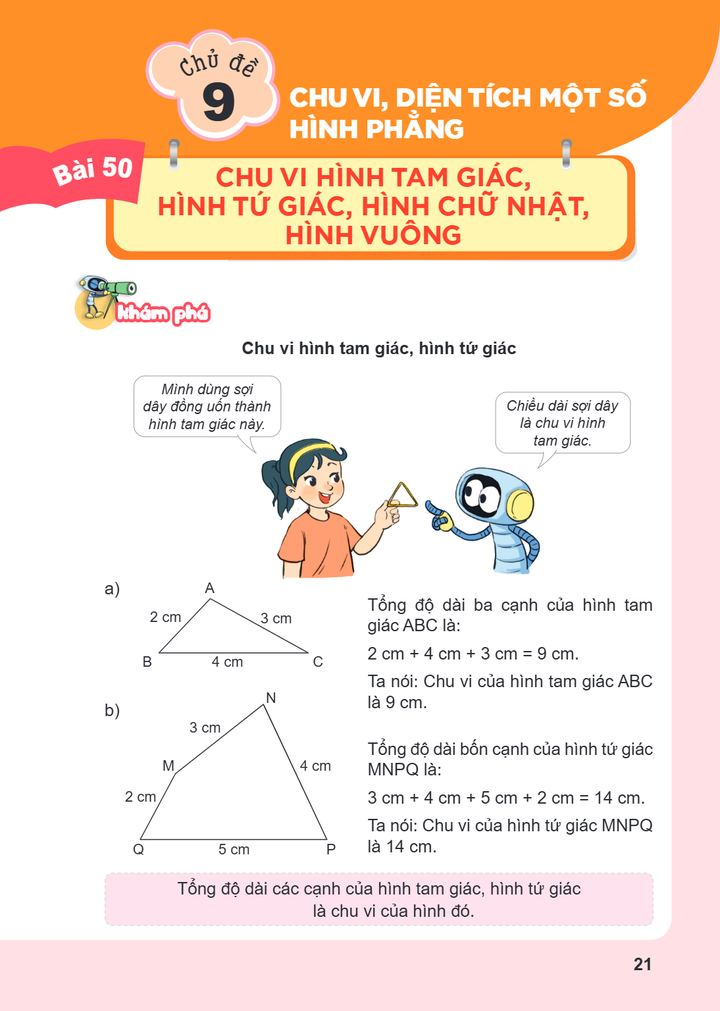 Chủ đề
9
CHU VI, DIỆN TÍCH MỘT SỐ
HÌNH PHẲNG
Bài 50
CHU VI HÌNH TAM GIÁC,
HÌNH TỨ GIÁC, HÌNH CHỮ NHẬT,
HÌNH VUÔNG
khám phá
Chu vi hình tam giác, hình tứ giác
Mình dùng sợi
dây đồng uốn thành
hình tam giác này.
Chiều dài sợi dây
là chu vi hình
tam giác.
a)
A
2 cm
3 cm
B
4 cm
C
Tổng độ dài ba cạnh của hình tam
giác ABC là:
2 cm + 4 cm + 3 cm = 9 cm.
Ta nói: Chu vi của hình tam giác ABC
là 9 cm.
b)
N
3 cm
M
4 cm
2 cm
Q
5 cm
P
Tổng độ dài bốn cạnh của hình tứ giác
MNPQ là:
3 cm + 4 cm + 5 cm + 2 cm = 14 cm.
Ta nói: Chu vi của hình tứ giác MNPQ
là 14 cm.
Tổng độ dài các cạnh của hình tam giác, hình tứ giác
là chu vi của hình đó.
21